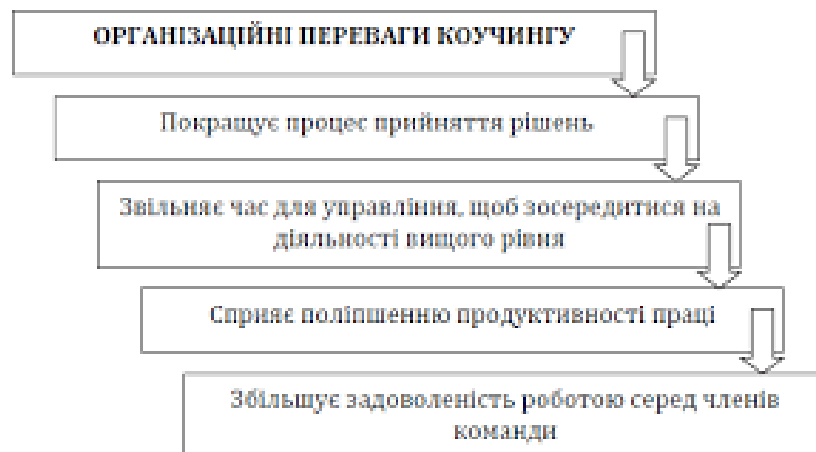 ОРГАНІЗАЦІЙНІ ПЕРЕВАГИ КОУЧИНГУ
Покращує процес прийняття рішень
Звільняє час для управління, щоб зосередитися на
діяльності вищого рівня
Сприяє поліпшенню продуктивності праці
Збільшує задоволеність роботою серед членів
команди